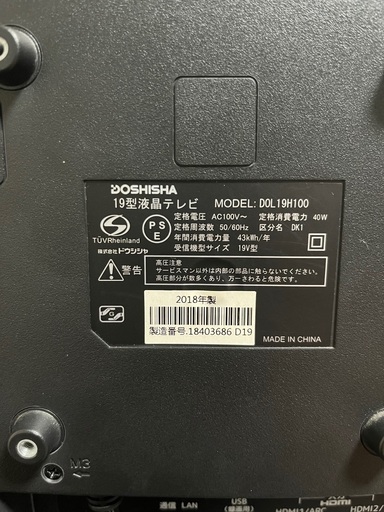 DOSHISHA
19型液晶テレビ MODEL: DOL19H100
定格電圧 AC100V～ 定格消費電力 40W
定格周波数 50/60Hz 区分名 DK1
年間消費電力量 43kWh/年
受信機型サイズ 19V型
S
TÜVRheinland
PS
E
株式会社ドウシシャ
警告
高圧注意
サービスマン以外は内部の部品に触らないでください。
高圧部分が多くあり、万一さわると危険です。
2018年製
製造番号.18403686 D19
MADE IN CHINA
M3
通信 LAN
USB
(録画用)
HDMI
HDMI1/ARC
HDMI2/